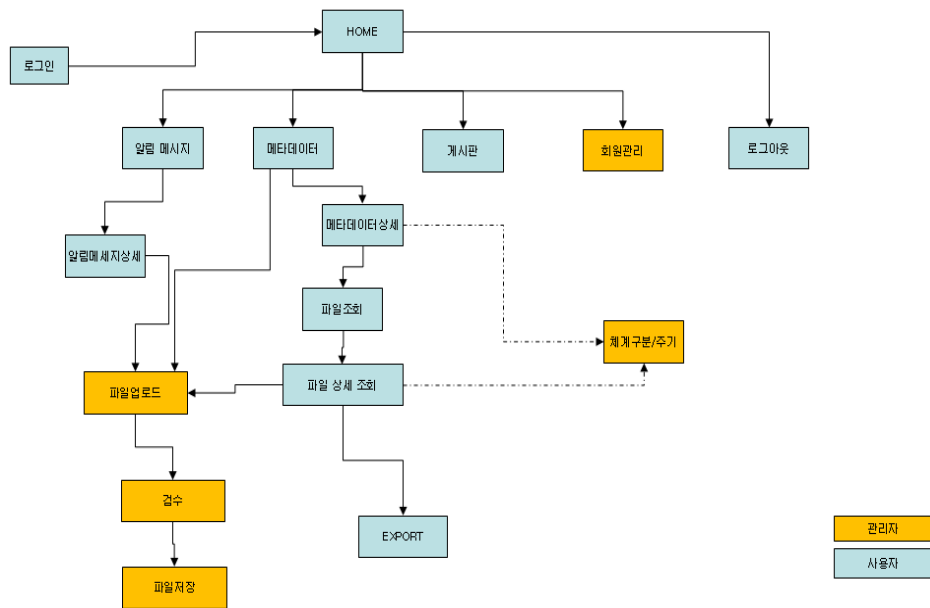 HOME
로그인
알림 메시지
메타데이터
게시판
회원관리
로그아웃
메타데이터상세
알림메세지상세
파일조회
체계구분/주기
파일 상세 조회
파일업로드
검수
EXPORT
관리자
사용자
파일저장